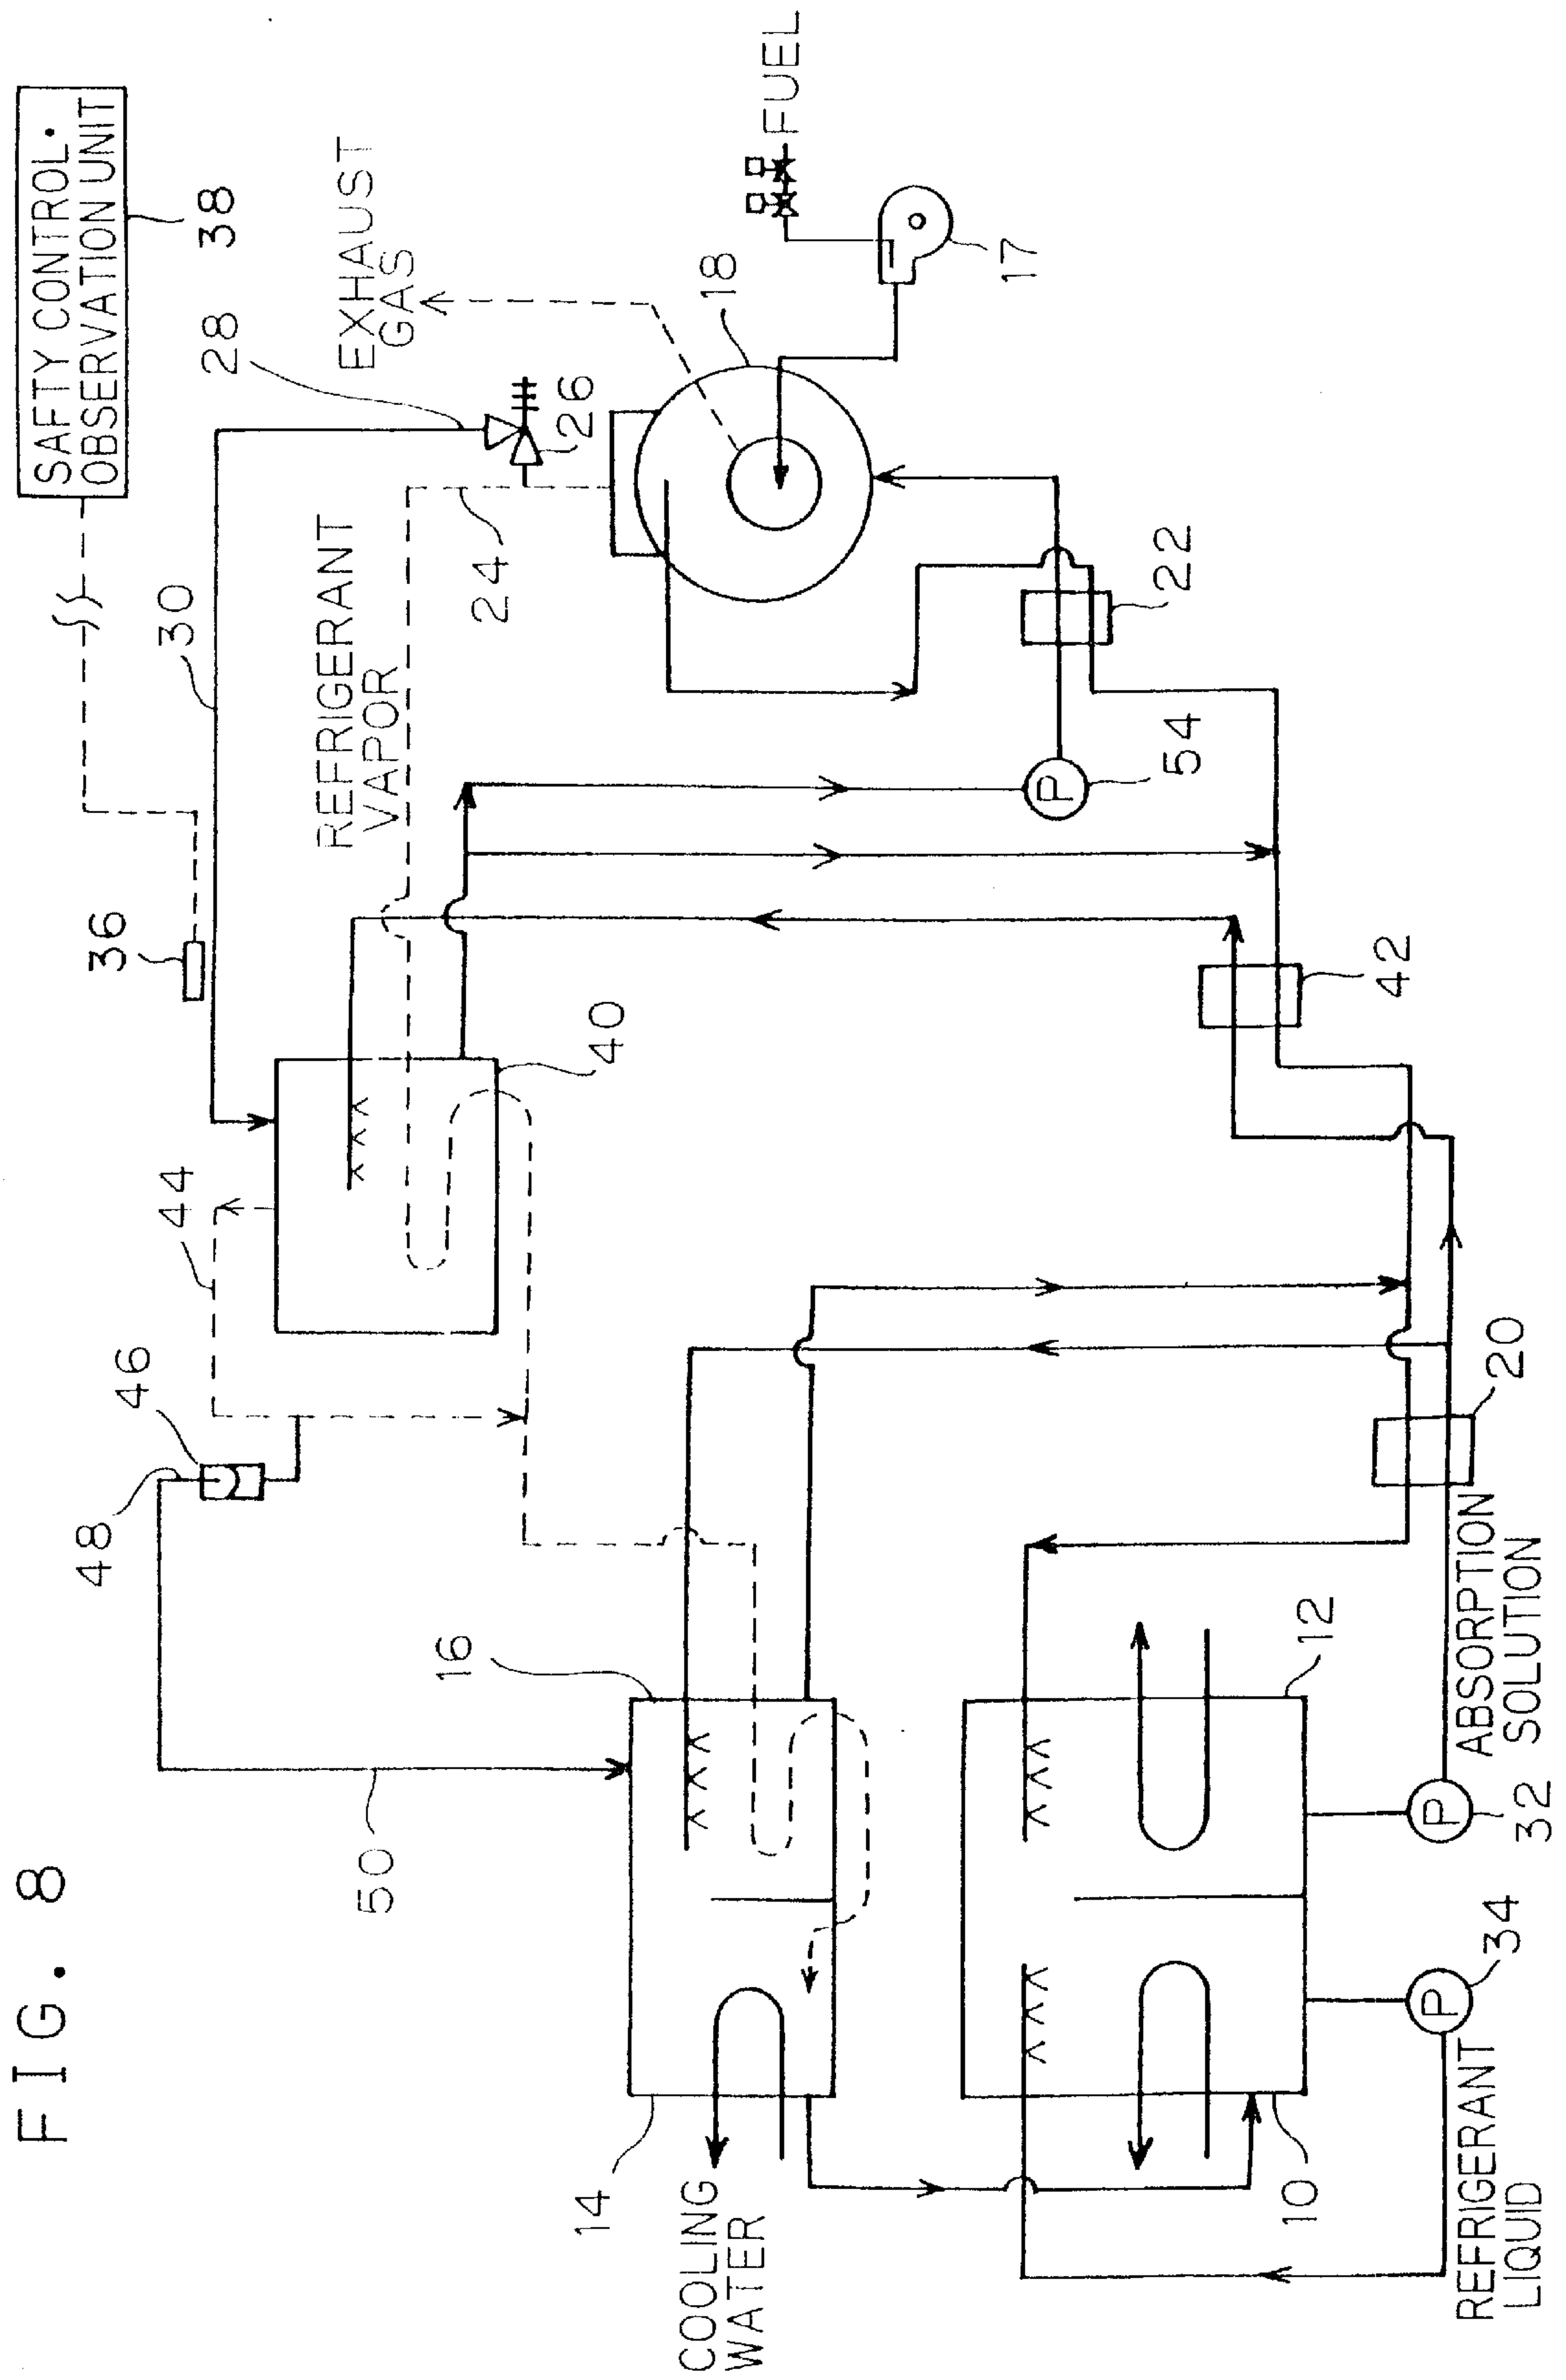 FIG. 8
SAFTY CONTROL·
OBSERVATION UNIT
38
28
30
36
44
46
48
50
EXHAUST
GAS
FUEL
17
18
26
24
REFRIGERANT
VAPOR
40
22
54
42
16
14
COOLING
WATER
20
12
10
ABSORPTION
SOLUTION
P
P
P
32
34
REFRIGERANT
LIQUID